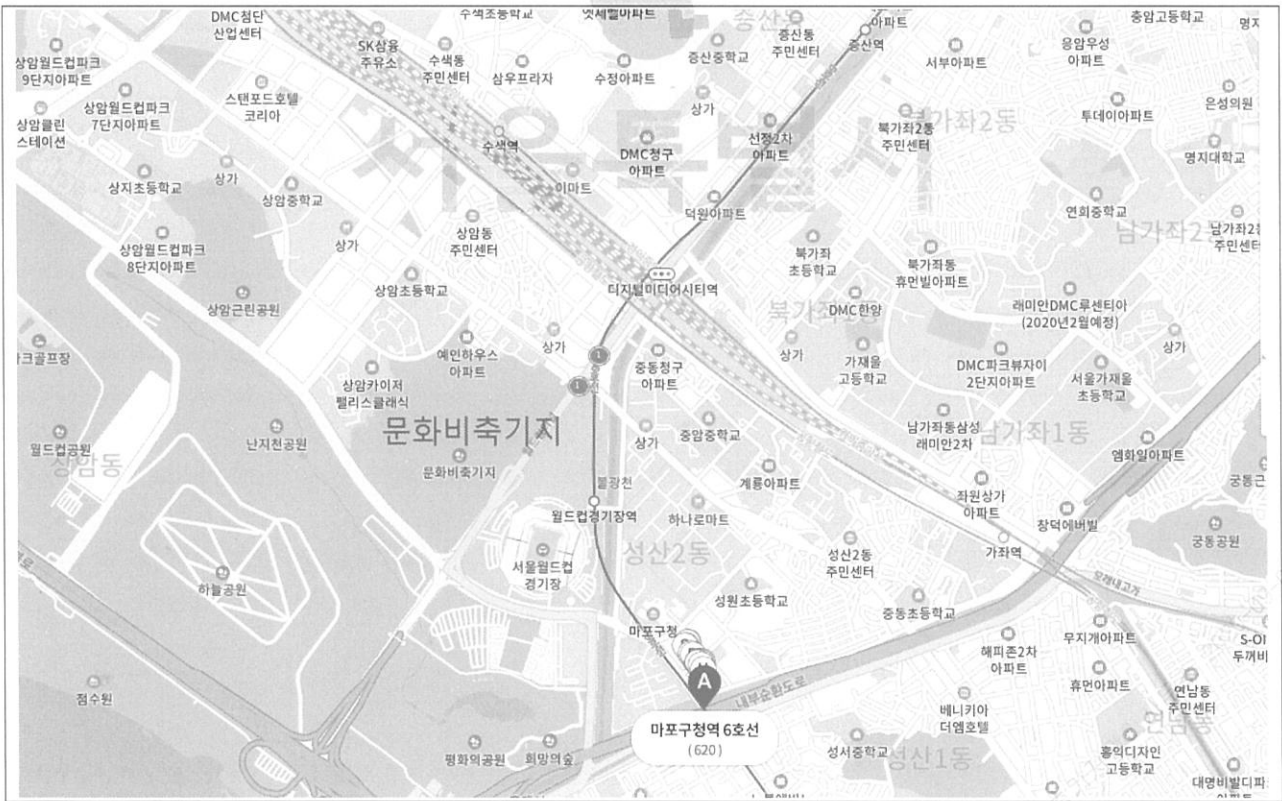 DMC첨단
산업센터
수색초등학교
증산동
주민센터
아파트
증산역
충암고등학교
상암월드컵파크
9단지아파트
SK삼융
주유소
수색동
주민센터
삼우프라자
수정아파트
증산중학교
서부아파트
응암우성
아파트
상암클린
스테이션
상암월드컵파크
7단지아파트
스탠포드호텔
코리아
상가
투데이아파트
은성의원
수색역
DMC청구
아파트
선정2차
아파트
북가좌2동
주민센터
명지대학교
상지초등학교
상가
상암중학교
이마트
덕원아파트
연희중학교
상암월드컵파크
8단지아파트
상가
상암동
주민센터
북가좌
초등학교
북가좌동
휴먼빌아파트
남가좌2동
상암근린공원
상암초등학교
디지털미디어시티역
DMC한양
래미안DMC루센티아
(2020년2월예정)
예인하우스
아파트
상가
중동청구
아파트
상가
가재울
고등학교
DMC파크뷰자이
2단지아파트
서울가재울
초등학교
상가
상암카이저
팰리스클래식
문화비축기지
월드컵공원
상암동
난지천공원
문화비축기지
상가
중암중학교
남가좌동삼성
래미안2차
남가좌1동
엠화일아파트
불광천
계룡아파트
좌원상가
아파트
월드컵경기장역
하나로마트
창덕에버빌
궁동공원
성산2동
성산2동
주민센터
가좌역
서울월드컵
경기장
하늘공원
성원초등학교
중동초등학교
모래내고가
마포구청
해피존2차
아파트
무지개아파트
A
내부순환도로
휴먼아파트
점수원
연남동
주민센터
연남동
마포구청역 6호선
(620)
베니키아
더엠호텔
평화의공원
희망의숲
성서중학교
성산1동
홍익디자인
고등학교